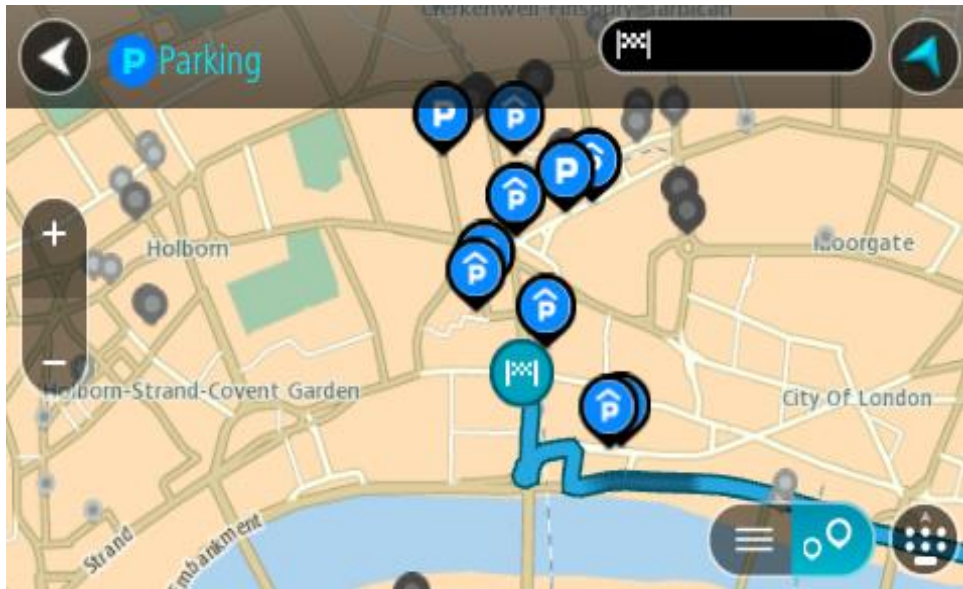 Clerkenwell-Finsbury-Barbican
P Parking
P
P
P
P
P
Holborn
Moorgate
P
P
Holborn-Strand-Covent Garden
P
City Of London
Strand
Embankment